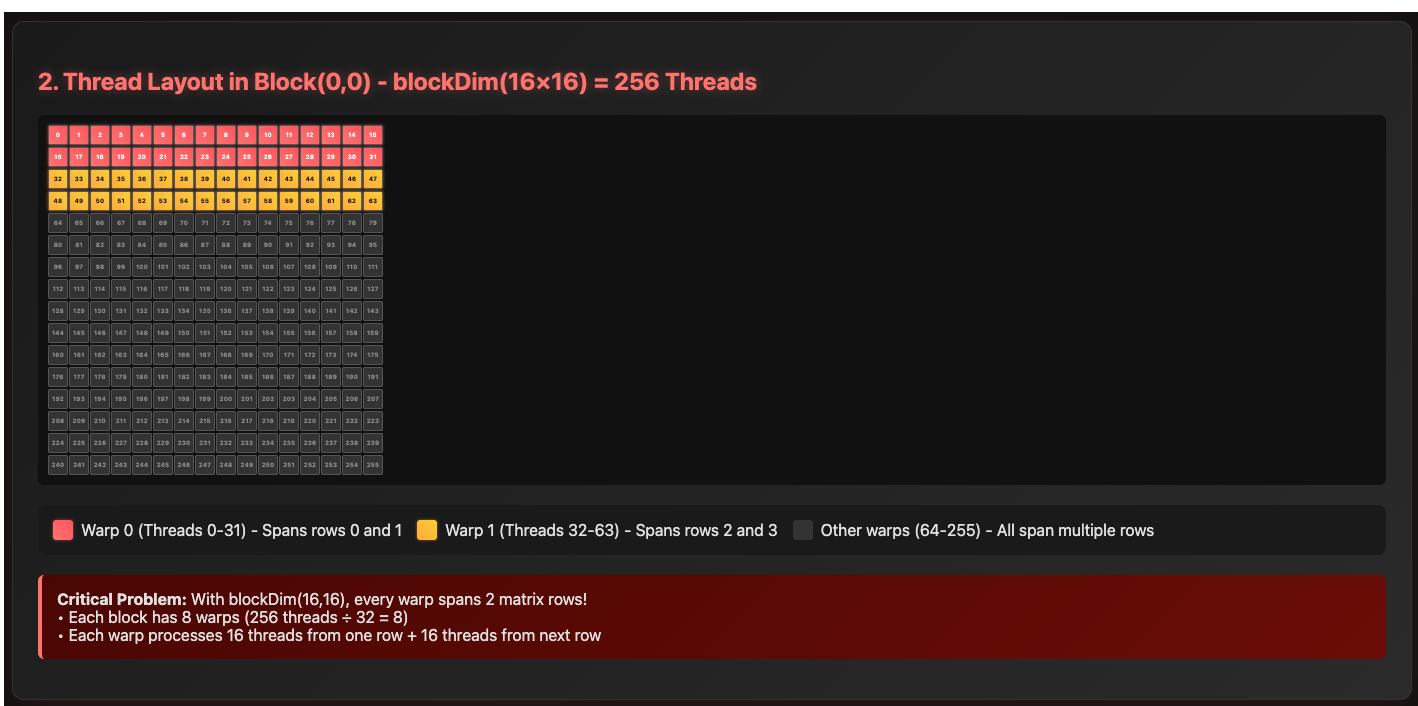 2. Thread Layout in Block(0,0) - blockDim(16×16) = 256 Threads
0 1 2 3 4 5 6 7 8 9 10 11 12 13 14 15
16 17 18 19 20 21 22 23 24 25 26 27 28 29 30 31
32 33 34 35 36 37 38 39 40 41 42 43 44 45 46 47
48 49 50 51 52 53 54 55 56 57 58 59 60 61 62 63
64 65 66 67 68 69 70 71 72 73 74 75 76 77 78 79
80 81 82 83 84 85 86 87 88 89 90 91 92 93 94 95
96 97 98 99 100 101 102 103 104 105 106 107 108 109 110 111
112 113 114 115 116 117 118 119 120 121 122 123 124 125 126 127
128 129 130 131 132 133 134 135 136 137 138 139 140 141 142 143
144 145 146 147 148 149 150 151 152 153 154 155 156 157 158 159
160 161 162 163 164 165 166 167 168 169 170 171 172 173 174 175
176 177 178 179 180 181 182 183 184 185 186 187 188 189 190 191
192 193 194 195 196 197 198 199 200 201 202 203 204 205 206 207
208 209 210 211 212 213 214 215 216 217 218 219 220 221 222 223
224 225 226 227 228 229 230 231 232 233 234 235 236 237 238 239
240 241 242 243 244 245 246 247 248 249 250 251 252 253 254 255
Warp 0 (Threads 0-31) - Spans rows 0 and 1 Warp 1 (Threads 32-63) - Spans rows 2 and 3 Other warps (64-255) - All span multiple rows
Critical Problem: With blockDim(16,16), every warp spans 2 matrix rows!
• Each block has 8 warps (256 threads ÷ 32 = 8)
• Each warp processes 16 threads from one row + 16 threads from next row